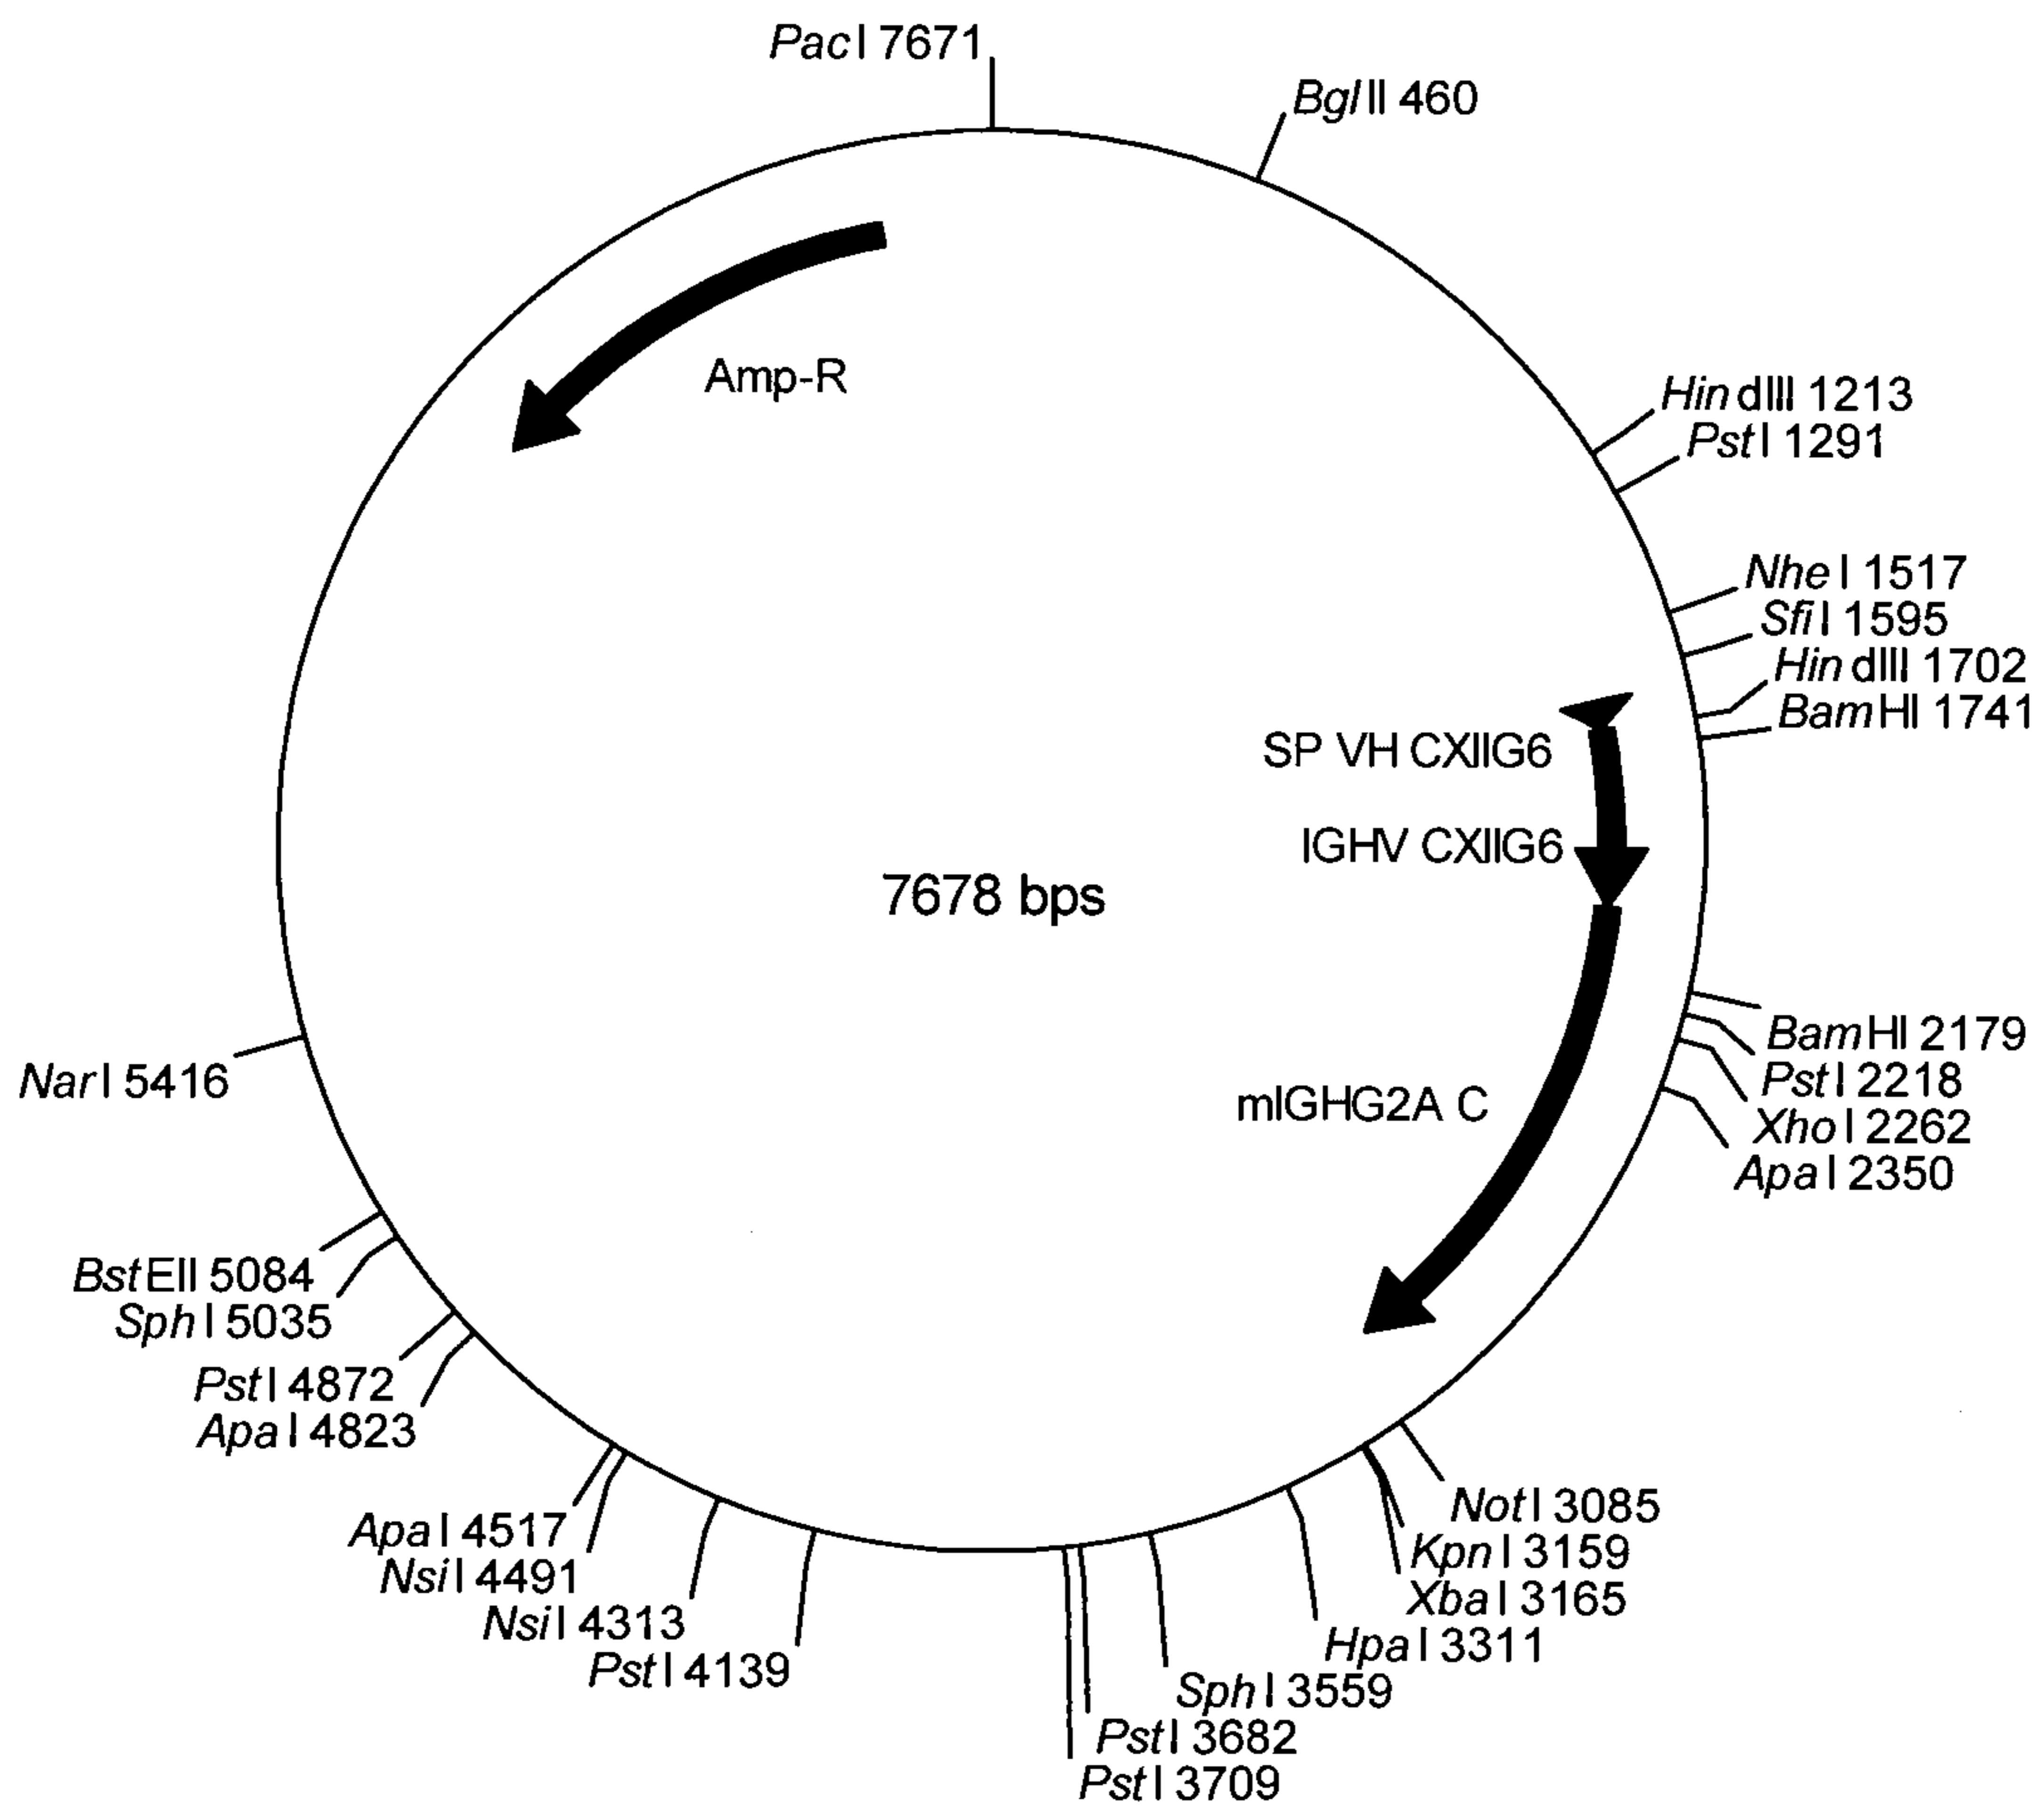 PacI 7671
BglII 460
HindIII 1213
PstI 1291
NheI 1517
SfiI 1595
HindIII 1702
BamHI 1741
Amp-R
SP VH CXIIG6
IGHV CXIIG6
7678 bps
mIGHG2A C
BamHI 2179
PstI 2218
XhoI 2262
ApaI 2350
NotI 3085
KpnI 3159
XbaI 3165
HpaI 3311
SphI 3559
PstI 3682
PstI 3709
PstI 4139
NsiI 4313
NsiI 4491
ApaI 4517
ApaI 4823
PstI 4872
SphI 5035
BstEII 5084
NarI 5416